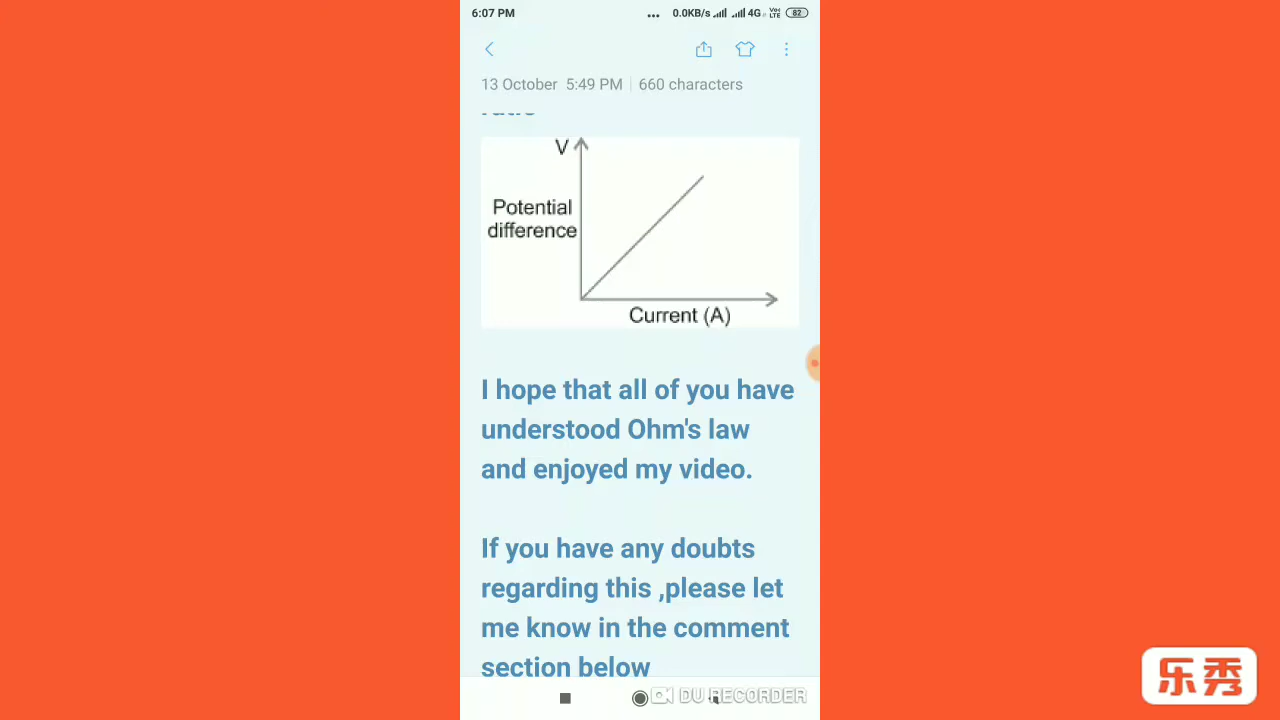 6:07 PM
... 0.0KB/s 4G Vo LTE 82
13 October 5:49 PM | 660 characters
V
Potential
difference
Current (A)
I hope that all of you have
understood Ohm's law
and enjoyed my video.
If you have any doubts
regarding this ,please let
me know in the comment
section below
DU RECORDER
乐秀